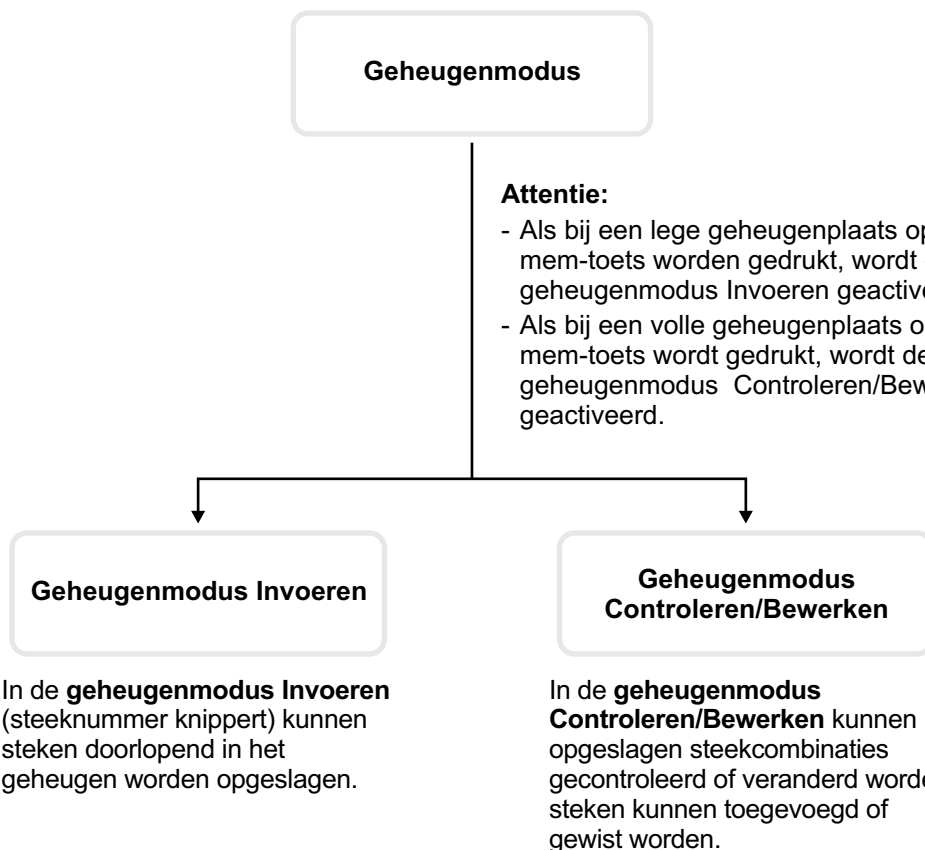 Geheugenmodus
Attentie:
- Als bij een lege geheugenplaats op
mem-toets worden gedrukt, wordt
geheugenmodus Invoeren
- Als bij een volle geheugenplaats
mem-toets wordt gedrukt, wordt de
geheugenmodus Controleren/
geactiveerd.
Geheugenmodus Invoeren
Geheugenmodus
Controleren/Bewerken
In de geheugenmodus Invoeren
(steeknummer knippert) kunnen
steken doorlopend in het
geheugen worden opgeslagen.
In de geheugenmodus
Controleren/Bewerken kunnen
opgeslagen steekcombinaties
gecontroleerd of veranderd
steken kunnen toegevoegd of
gewist worden.